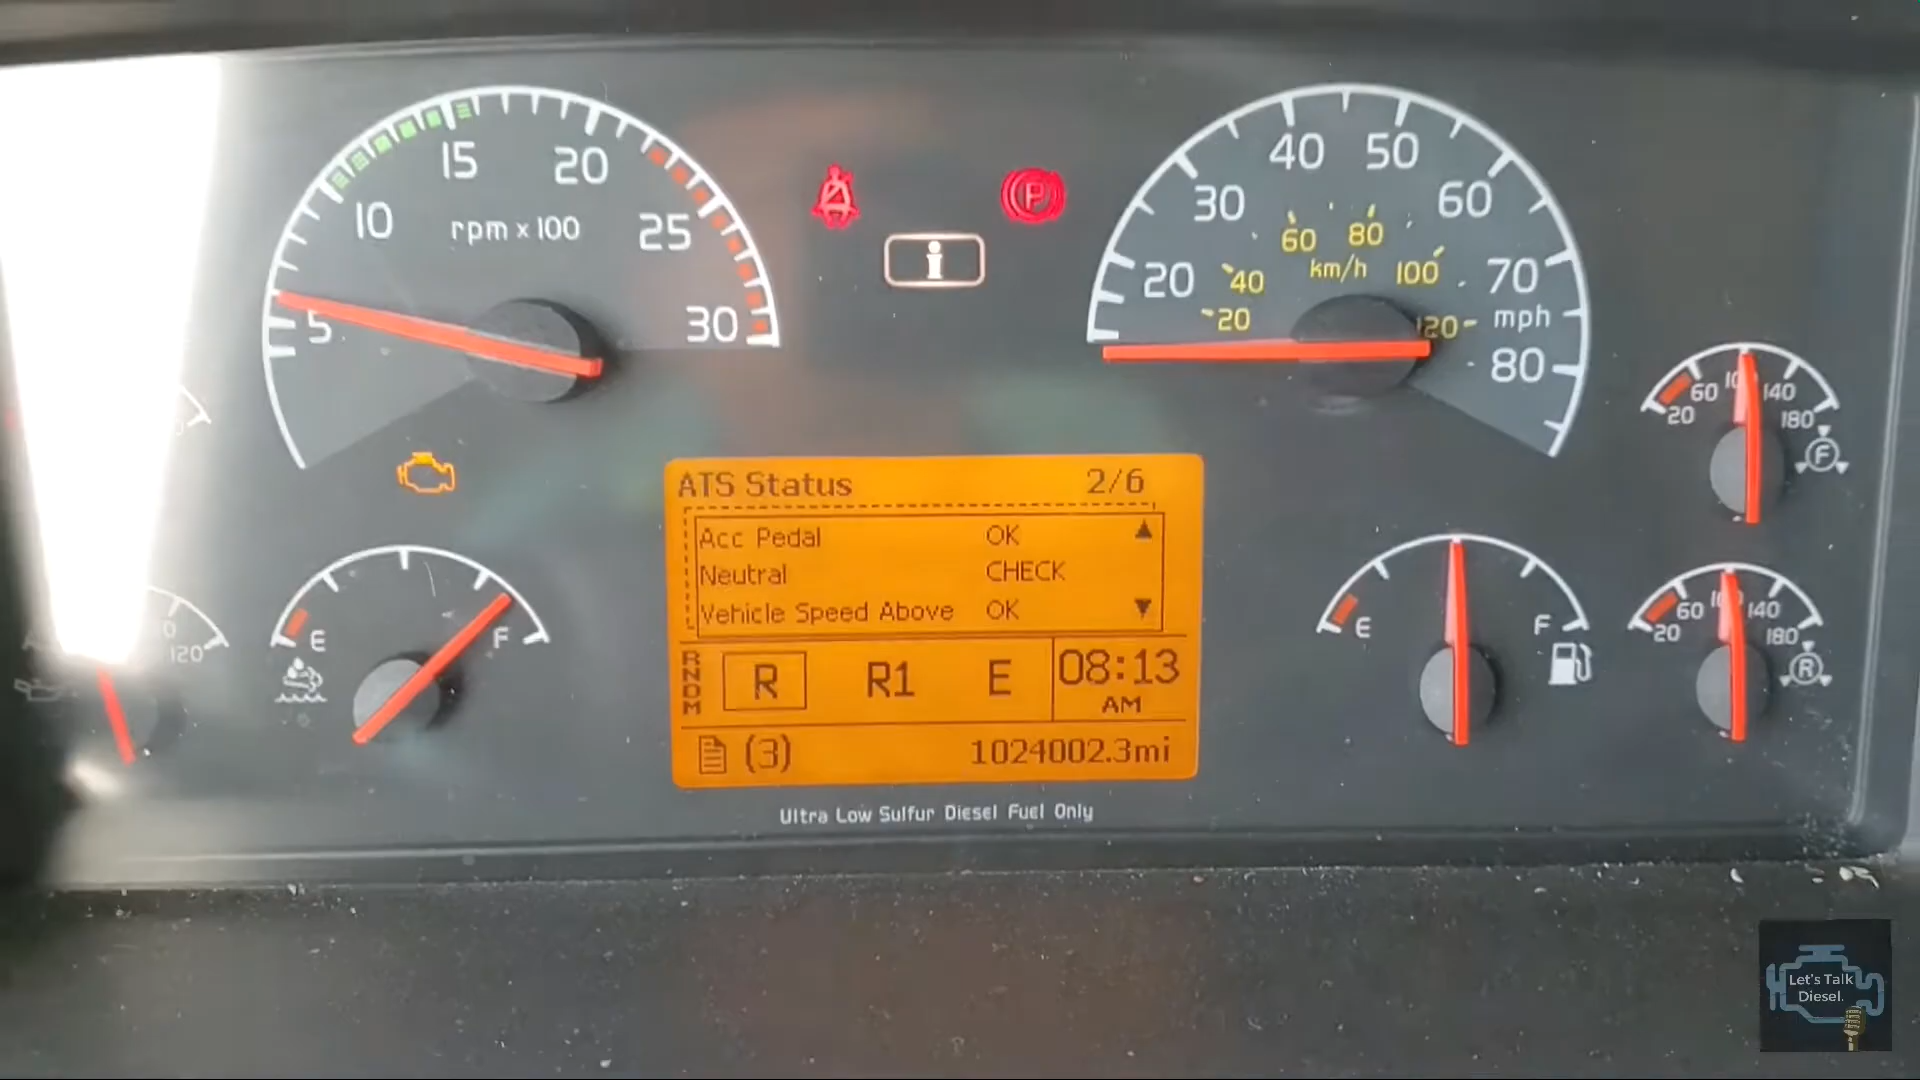 5
10
15
20
25
30
rpm x 100
P
i
20
30
40
50
60
70
80
mph
20
40
60
80
100
120
km/h
E
F
120
ATS Status 2/6
Acc Pedal OK
Neutral CHECK
Vehicle Speed Above OK
RNDM
R R1 E 08:13
AM
(3) 1024002.3mi
Ultra Low Sulfur Diesel Fuel Only
E
F
20
60
140
180
F
20
60
140
180
R
Let's Talk
Diesel.